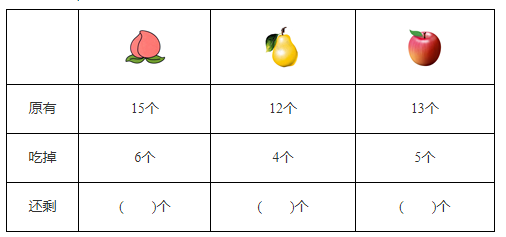 原有 15个 12个 13个
吃掉 6个 4个 5个
还剩 (  )个 (  )个 (  )个